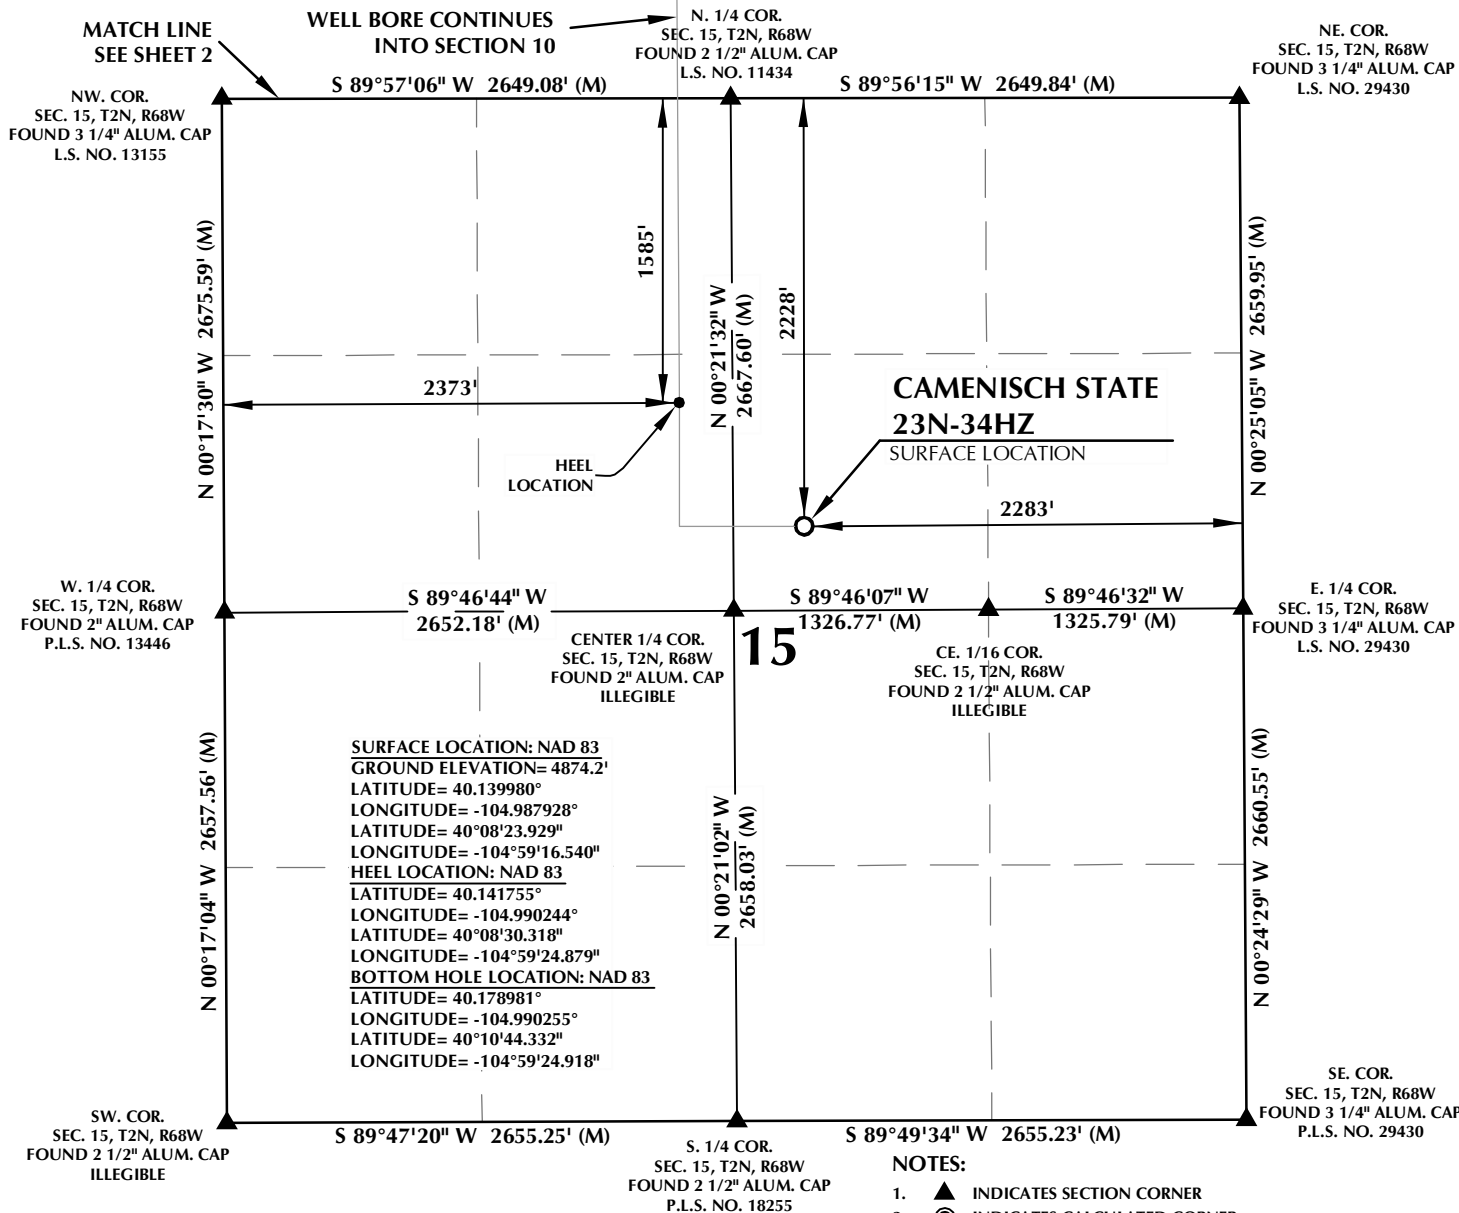 MATCH LINE
SEE SHEET 2
WELL BORE CONTINUES
INTO SECTION 10
N. 1/4 COR.
SEC. 15, T2N, R68W
FOUND 2 1/2" ALUM. CAP
L.S. NO. 11434
NE. COR.
SEC. 15, T2N, R68W
FOUND 3 1/4" ALUM. CAP
L.S. NO. 29430
NW. COR.
SEC. 15, T2N, R68W
FOUND 3 1/4" ALUM. CAP
L.S. NO. 13155
S 89°57'06" W 2649.08' (M)
S 89°56'15" W 2649.84' (M)
N 00°17'30" W 2675.59' (M)
1585'
N 00°21'32" W
2667.60' (M)
2228'
N 00°25'05" W 2659.95' (M)
2373'
HEEL
LOCATION
CAMENISCH STATE
23N-34HZ
SURFACE LOCATION
2283'
W. 1/4 COR.
SEC. 15, T2N, R68W
FOUND 2" ALUM. CAP
P.L.S. NO. 13446
S 89°46'44" W
2652.18' (M)
S 89°46'07" W
1326.77' (M)
S 89°46'32" W
1325.79' (M)
E. 1/4 COR.
SEC. 15, T2N, R68W
FOUND 3 1/4" ALUM. CAP
L.S. NO. 29430
CENTER 1/4 COR.
SEC. 15, T2N, R68W
FOUND 2" ALUM. CAP
ILLEGIBLE
15
CE. 1/16 COR.
SEC. 15, T2N, R68W
FOUND 2 1/2" ALUM. CAP
ILLEGIBLE
N 00°17'04" W 2657.56' (M)
SURFACE LOCATION: NAD 83
GROUND ELEVATION= 4874.2'
LATITUDE= 40.139980°
LONGITUDE= -104.987928°
LATITUDE= 40°08'23.929"
LONGITUDE= -104°59'16.540"
HEEL LOCATION: NAD 83
LATITUDE= 40.141755°
LONGITUDE= -104.990244°
LATITUDE= 40°08'30.318"
LONGITUDE= -104°59'24.879"
BOTTOM HOLE LOCATION: NAD 83
LATITUDE= 40.178981°
LONGITUDE= -104.990255°
LATITUDE= 40°10'44.332"
LONGITUDE= -104°59'24.918"
N 00°21'02" W
2658.03' (M)
N 00°24'29" W 2660.55' (M)
SW. COR.
SEC. 15, T2N, R68W
FOUND 2 1/2" ALUM. CAP
ILLEGIBLE
S 89°47'20" W 2655.25' (M)
S. 1/4 COR.
SEC. 15, T2N, R68W
FOUND 2 1/2" ALUM. CAP
P.L.S. NO. 18255
S 89°49'34" W 2655.23' (M)
SE. COR.
SEC. 15, T2N, R68W
FOUND 3 1/4" ALUM. CAP
P.L.S. NO. 29430
NOTES:
1. INDICATES SECTION CORNER